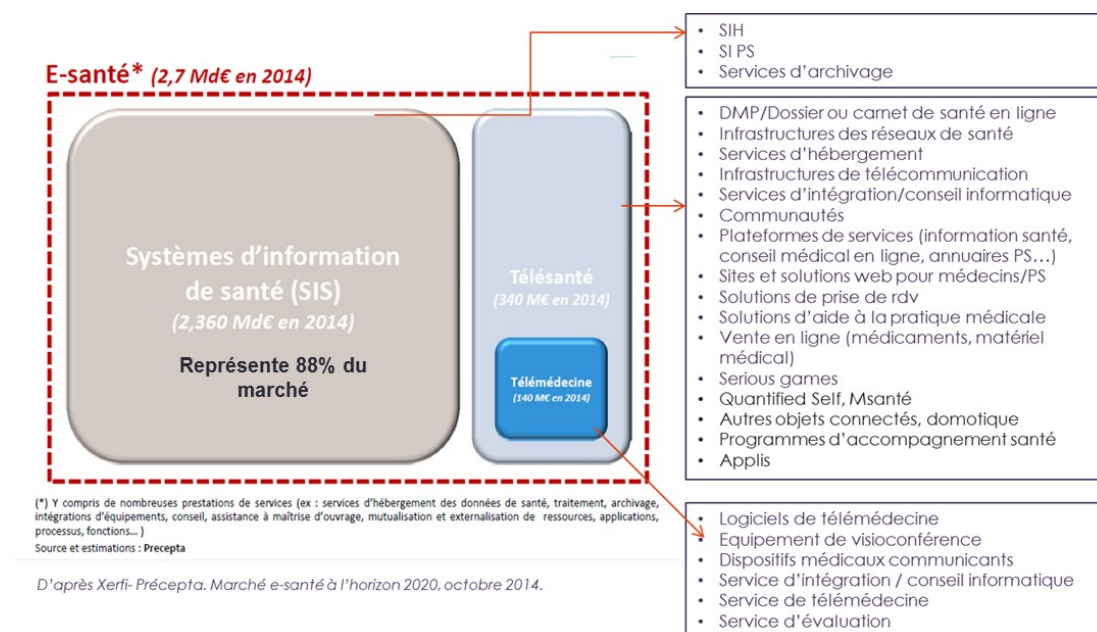 E-santé* (2,7 Md€ en 2014)
Systèmes d'information
de santé (SIS)
(2,360 Md€ en 2014)
Représente 88% du
marché
Télésanté
(340 M€ en 2014)
Télémédecine
(140 M€ en 2014)
• SIH
• SI PS
• Services d'archivage
• DMP/Dossier ou carnet de santé en ligne
• Infrastructures des réseaux de santé
• Services d'hébergement
• Infrastructures de télécommunication
• Services d'intégration/conseil informatique
• Communautés
• Plateformes de services (information santé,
conseil médical en ligne, annuaires PS…)
• Sites et solutions web pour médecins/PS
• Solutions de prise de rdv
• Solutions d'aide à la pratique médicale
• Vente en ligne (médicaments, matériel
médical)
• Serious games
• Quantified Self, Msanté
• Autres objets connectés, domotique
• Programmes d'accompagnement santé
• Applis
• Logiciels de télémédecine
• Equipement de visioconférence
• Dispositifs médicaux communicants
• Service d'intégration / conseil informatique
• Service de télémédecine
• Service d'évaluation
(*) Y compris de nombreuses prestations de services (ex : services d'hébergement des données de santé, traitement, archivage,
intégrations d'équipements, conseil, assistance à maîtrise d'ouvrage, mutualisation et externalisation de ressources, applications,
processus, fonctions... )
Source et estimations : Precepta
D'après Xerfi- Précepta. Marché e-santé à l'horizon 2020, octobre 2014.